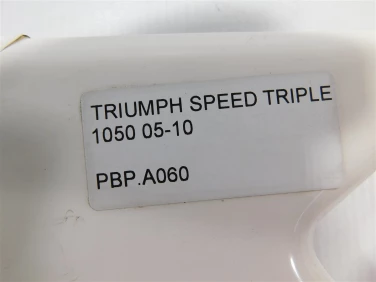 TRIUMPH SPEED TRIPLE
1050 05-10
PBP.A060